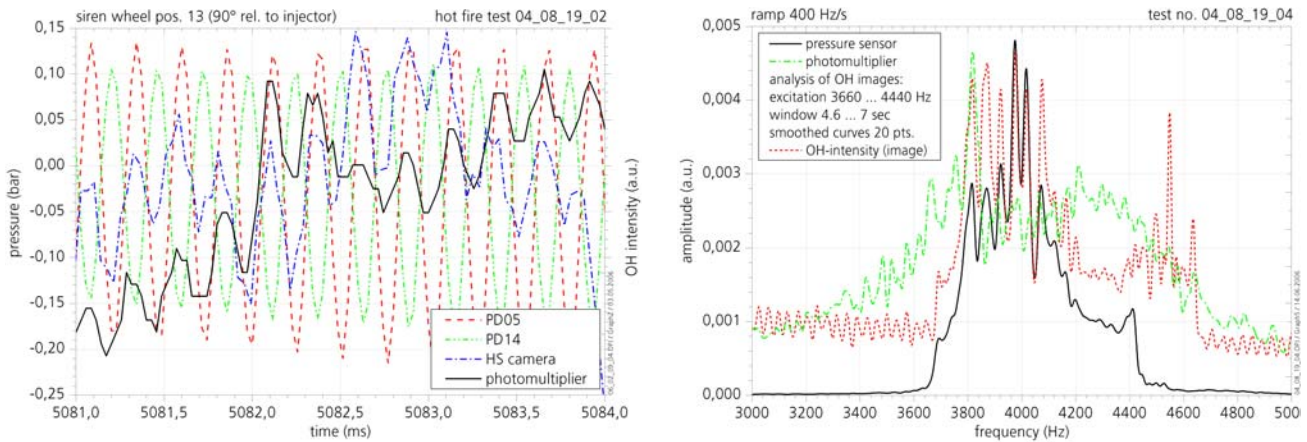 siren wheel pos. 13 (90° rel. to injector) hot fire test 04_08_19_02
0,15
0,10
0,05
0,00
-0,05
-0,10
-0,15
-0,20
-0,25
pressure (bar)
OH intensity (a.u.)
PD05
PD14
HS camera
photomultiplier
5081,0 5081,5 5082,0 5082,5 5083,0 5083,5 5084,0
time (ms)
ramp 400 Hz/s test no. 04_08_19_04
0,005
0,004
0,003
0,002
0,001
0,000
amplitude (a.u.)
pressure sensor
photomultiplier
analysis of OH images:
excitation 3660 ... 4440 Hz
window 4.6 ... 7 sec
smoothed curves 20 pts.
OH-intensity (image)
3000 3200 3400 3600 3800 4000 4200 4400 4600 4800 5000
frequency (Hz)